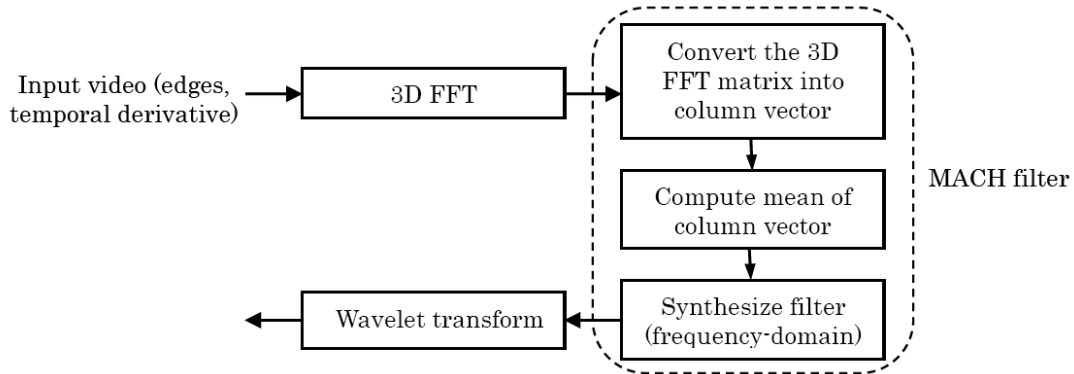 Input video (edges,
temporal derivative)
3D FFT
Convert the 3D
FFT matrix into
column vector
MACH filter
Compute mean of
column vector
Synthesize filter
(frequency-domain)
Wavelet transform